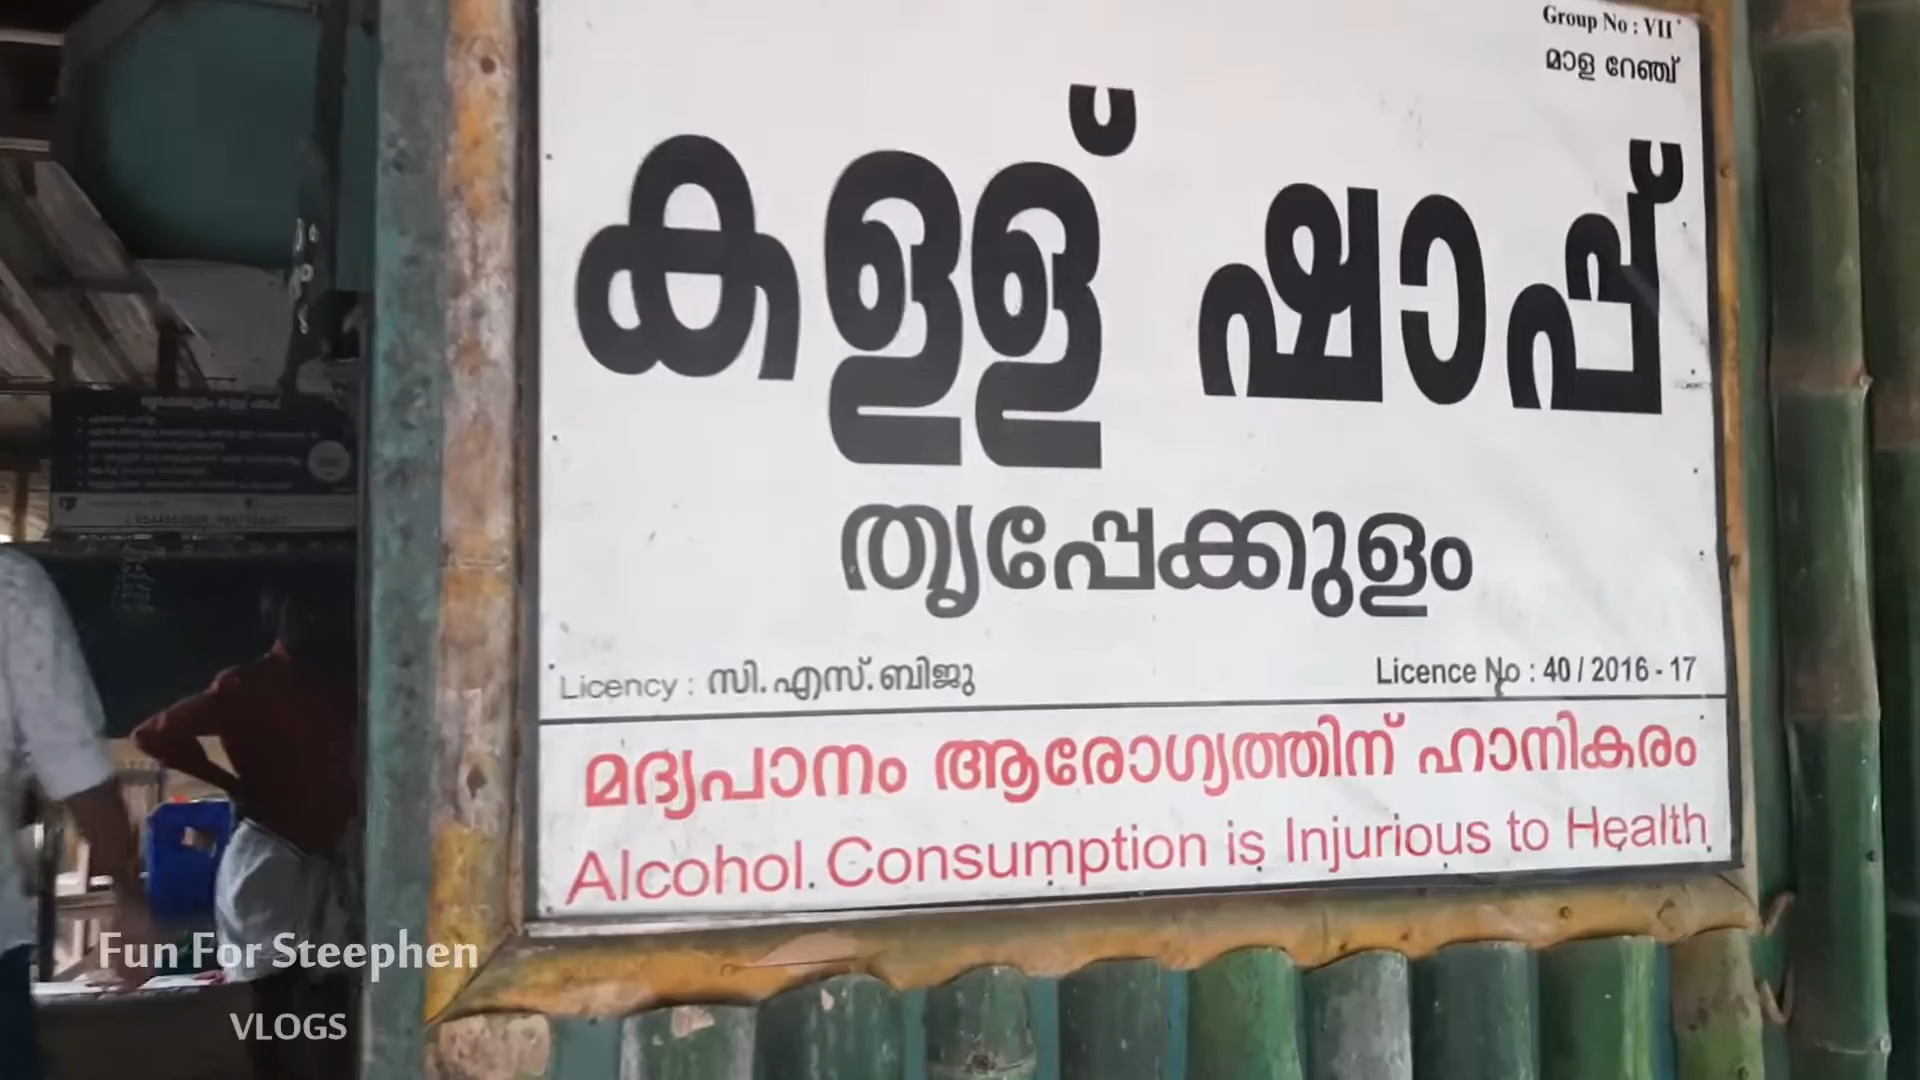 Group No : VII
മാള റേഞ്ച്
കള്ള് ഷാപ്പ്
തൃപ്പേക്കുളം
Licency : സി. എസ്. ബിജു
Licence No : 40 / 2016 - 17
മദ്യപാനം ആരോഗ്യത്തിന് ഹാനികരം
Alcohol Consumption is Injurious to Health
Fun For Steephen
VLOGS